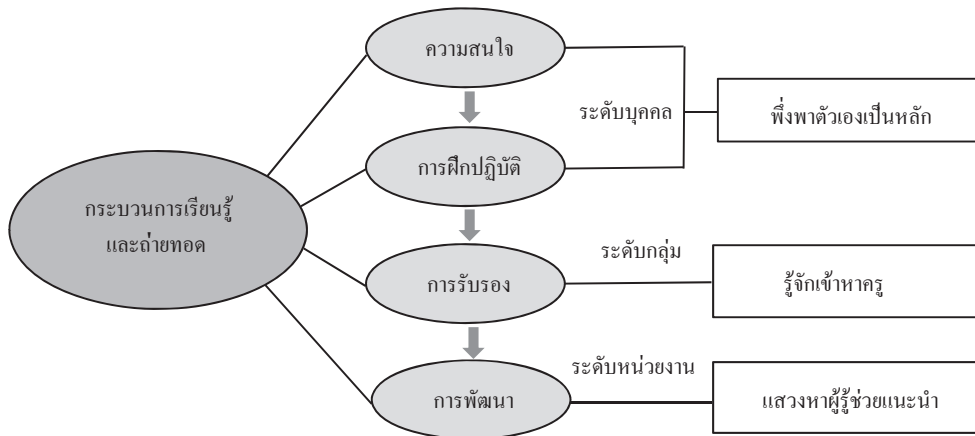 ความสนใจ
ระดับบุคคล
พึ่งพาตัวเองเป็นหลัก
การฝึกปฏิบัติ
กระบวนการเรียนรู้
และถ่ายทอด
ระดับกลุ่ม
การรับรอง
รู้จักเข้าหาครู
ระดับหน่วยงาน
การพัฒนา
แสวงหาผู้รู้ช่วยแนะนำ